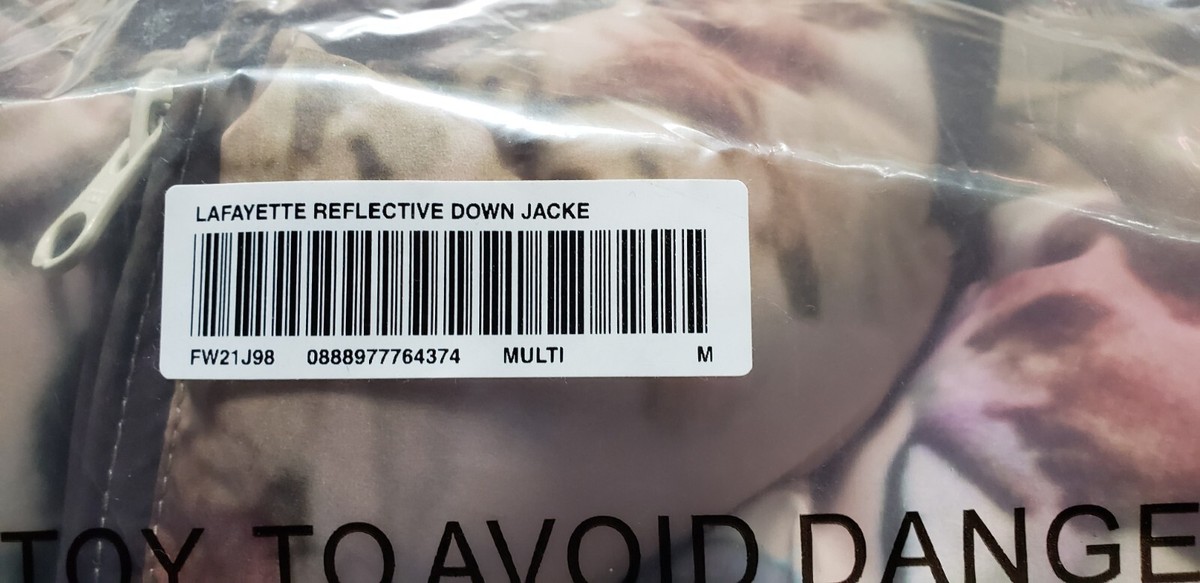 LAFAYETTE REFLECTIVE DOWN JACKE
FW21J98 0888977764374 MULTI M
TOY TO AVOID DANGE